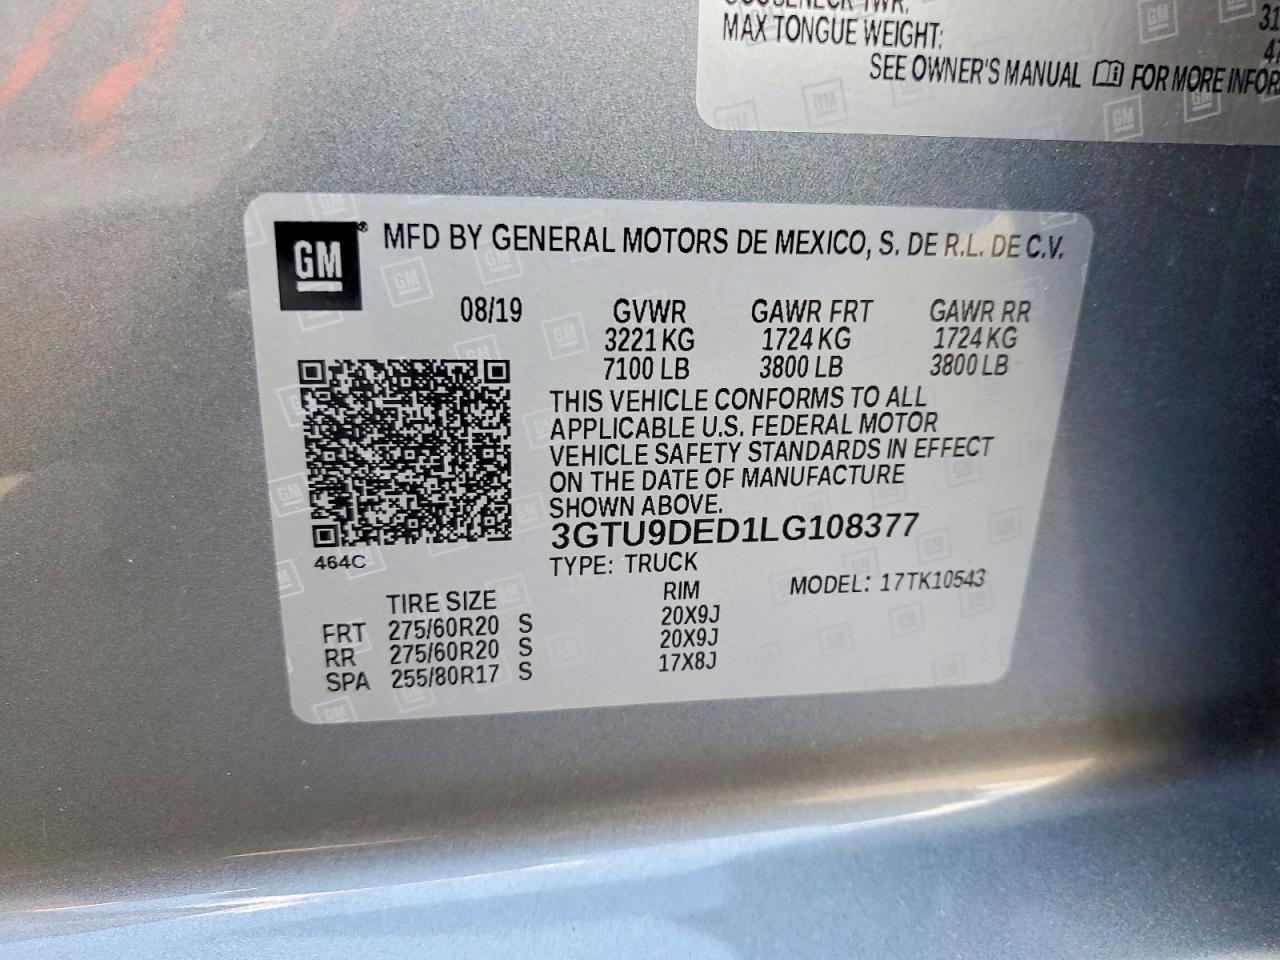 MAX TONGUE WEIGHT:
SEE OWNER'S MANUAL FOR MORE
GM® MFD BY GENERAL MOTORS DE MEXICO, S. DE R.L. DE C.V.
08/19 GVWR GAWR FRT GAWR RR
3221 KG 1724 KG 1724 KG
7100 LB 3800 LB 3800 LB
THIS VEHICLE CONFORMS TO ALL
APPLICABLE U.S. FEDERAL MOTOR
VEHICLE SAFETY STANDARDS IN EFFECT
ON THE DATE OF MANUFACTURE
SHOWN ABOVE.
3GTU9DED1LG108377
464C
TYPE: TRUCK
MODEL: 17TK10543
TIRE SIZE RIM
FRT 275/60R20 S 20X9J
RR 275/60R20 S 20X9J
SPA 255/80R17 S 17X8J